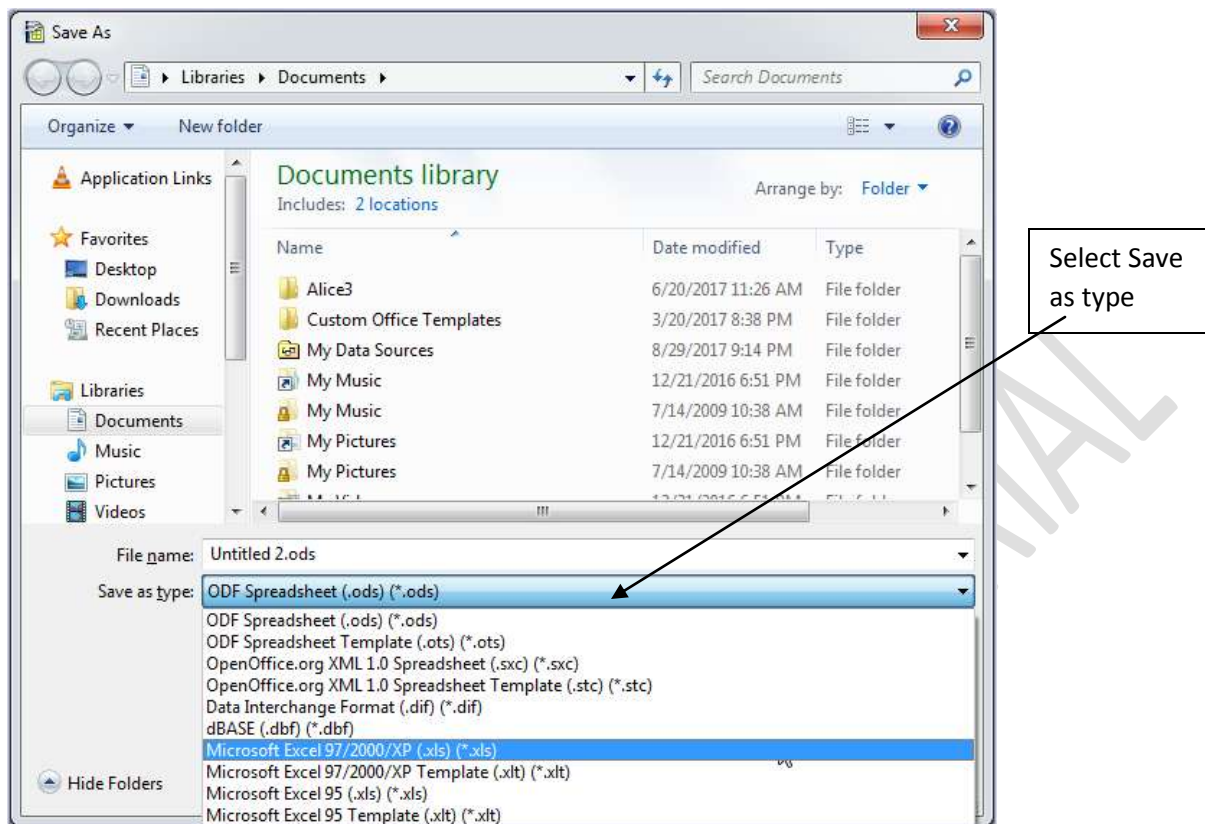 Save As
Libraries Documents
Search Documents
Organize New folder
Application Links
Favorites
Desktop
Downloads
Recent Places
Libraries
Documents
Music
Pictures
Videos
Documents library
Includes: 2 locations
Arrange by: Folder
Name Date modified Type
Alice3 6/20/2017 11:26 AM File folder
Custom Office Templates 3/20/2017 8:38 PM File folder
My Data Sources 8/29/2017 9:14 PM File folder
My Music 12/21/2016 6:51 PM File folder
My Music 7/14/2009 10:38 AM File folder
My Pictures 12/21/2016 6:51 PM File folder
My Pictures 7/14/2009 10:38 AM File folder
Select Save
as type
File name: Untitled 2.ods
Save as type: ODF Spreadsheet (.ods) (*.ods)
ODF Spreadsheet (.ods) (*.ods)
ODF Spreadsheet Template (.ots) (*.ots)
OpenOffice.org XML 1.0 Spreadsheet (.sxc) (*.sxc)
OpenOffice.org XML 1.0 Spreadsheet Template (.stc) (*.stc)
Data Interchange Format (.dif) (*.dif)
dBASE (.dbf) (*.dbf)
Microsoft Excel 97/2000/XP (.xls) (*.xls)
Microsoft Excel 97/2000/XP Template (.xlt) (*.xlt)
Microsoft Excel 95 (.xls) (*.xls)
Microsoft Excel 95 Template (.xlt) (*.xlt)
Hide Folders